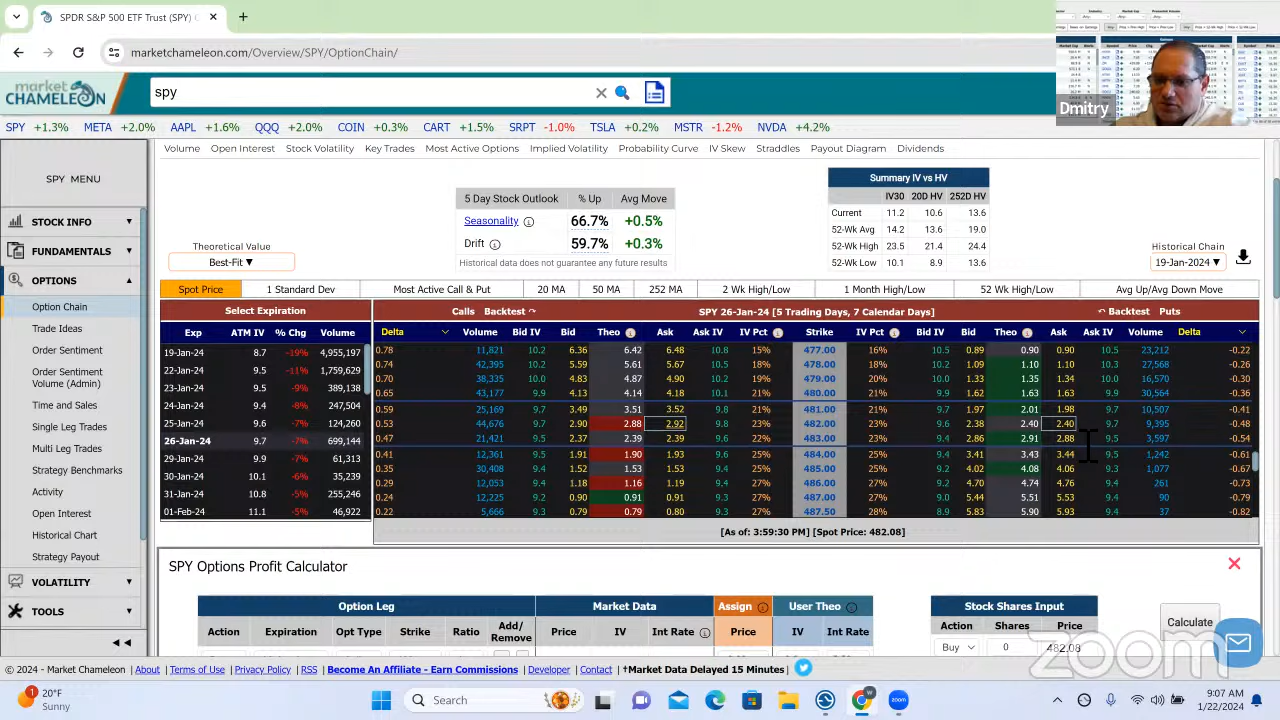 SPDR S&P 500 ETF Trust (SPY) O
marketchameleon.com/Overview/SPY/Option
Dmitry
market CHAMELEON
spy
SPY +1.3% META +2.0% AAPL +1.6% QQQ +2.0% COIN +0.13% CART +1.5% SRPT -1.0% TSLA +0.2% MSTR -1.2% NVDA +4.2%
Volume Open Interest Stock Volatility Key Trades Most Active Options Implied Volatility Probability Curve IV Skew Straddles Payout Diagram Dividends
SPY MENU
STOCK INFO
FUNDAMENTALS
OPTIONS
Option Chain
Trade Ideas
Order Sentiment
Order Sentiment Volume (Admin)
Time and Sales
Single Leg Trades
Multi Leg Trades
Strategy Benchmarks
Activity
Open Interest
Historical Chart
Strategy Payout
VOLATILITY
TOOLS
Theoretical Value
Best-Fit ▼
5 Day Stock Outlook % Up Avg Move
Seasonality 66.7% +0.5%
Drift 59.7% +0.3%
*Historical data does not guarantee any future results
Summary IV vs HV
IV30 20D HV 252D HV
Current 11.2 10.6 13.6
52-Wk Avg 14.2 13.6 19.0
52-Wk High 23.5 21.4 24.4
52-Wk Low 10.1 8.9 13.6
Historical Chain
19-Jan-2024 ▼
Spot Price 1 Standard Dev Most Active Call & Put 20 MA 50 MA 252 MA 2 Wk High/Low 1 Month High/Low 52 Wk High/Low Avg Up/Avg Down Move
Select Expiration
Exp ATM IV % Chg Volume
19-Jan-24 8.7 -19% 4,955,197
22-Jan-24 9.5 -11% 1,759,629
23-Jan-24 9.5 -9% 389,138
24-Jan-24 9.4 -8% 247,504
25-Jan-24 9.6 -7% 124,260
26-Jan-24 9.7 -7% 699,144
29-Jan-24 9.9 -7% 61,313
30-Jan-24 10.1 -6% 35,239
31-Jan-24 10.8 -5% 255,246
01-Feb-24 11.1 -5% 46,922
Calls Backtest SPY 26-Jan-24 [5 Trading Days, 7 Calendar Days] Backtest Puts
Delta Volume Bid IV Bid Theo Ask Ask IV IV Pct Strike IV Pct Bid IV Bid Theo Ask Ask IV Volume Delta
0.78 11,821 10.2 6.36 6.42 6.48 10.8 15% 477.00 16% 10.5 0.89 0.90 0.90 10.5 23,212 -0.22
0.74 42,395 10.2 5.59 5.61 5.67 10.5 18% 478.00 18% 10.2 1.09 1.10 1.10 10.3 27,568 -0.26
0.70 38,335 10.0 4.83 4.87 4.90 10.2 19% 479.00 20% 10.1 1.33 1.35 1.34 10.1 16,570 -0.30
0.65 43,177 9.9 4.13 4.14 4.18 10.1 21% 480.00 21% 9.9 1.62 1.63 1.63 9.9 30,564 -0.36
0.59 25,169 9.7 3.49 3.51 3.52 9.8 21% 481.00 21% 9.7 1.97 2.01 1.98 9.7 10,507 -0.41
0.53 44,676 9.7 2.90 2.88 2.92 9.8 23% 482.00 22% 9.6 2.38 2.40 2.40 9.7 9,395 -0.48
0.47 21,421 9.5 2.37 2.39 2.39 9.6 22% 483.00 23% 9.4 2.86 2.91 2.88 9.5 3,597 -0.54
0.41 12,361 9.5 1.91 1.90 1.93 9.6 25% 484.00 24% 9.4 3.41 3.43 3.44 9.5 1,242 -0.61
0.35 30,408 9.4 1.52 1.53 1.53 9.4 25% 485.00 25% 9.2 4.02 4.08 4.06 9.3 1,077 -0.67
0.29 12,053 9.4 1.18 1.16 1.19 9.4 27% 486.00 25% 9.0 4.70 4.74 4.76 9.3 261 -0.73
0.24 12,225 9.2 0.90 0.91 0.91 9.3 27% 487.00 27% 9.0 5.44 5.51 5.53 9.4 90 -0.79
0.22 5,666 9.3 0.79 0.79 0.80 9.3 27% 487.50 28% 8.9 5.83 5.90 5.93 9.4 37 -0.82
[As of: 3:59:30 PM] [Spot Price: 482.08]
SPY Options Profit Calculator
Option Leg Market Data Assign User Theo
Action Expiration Opt Type Strike Ratio Add/Remove Price IV Int Rate Price IV Int Rate
Stock Shares Input
Action Shares Price
Buy 0 482.08
Calculate
zoom
© 2024 - Market Chameleon | About | Terms of Use | Privacy Policy | RSS | Become An Affiliate - Earn Commissions | Developer | Contact | †Market Data Delayed 15 Minutes |
20°F
Sunny
Search
9:07 AM
1/22/2024